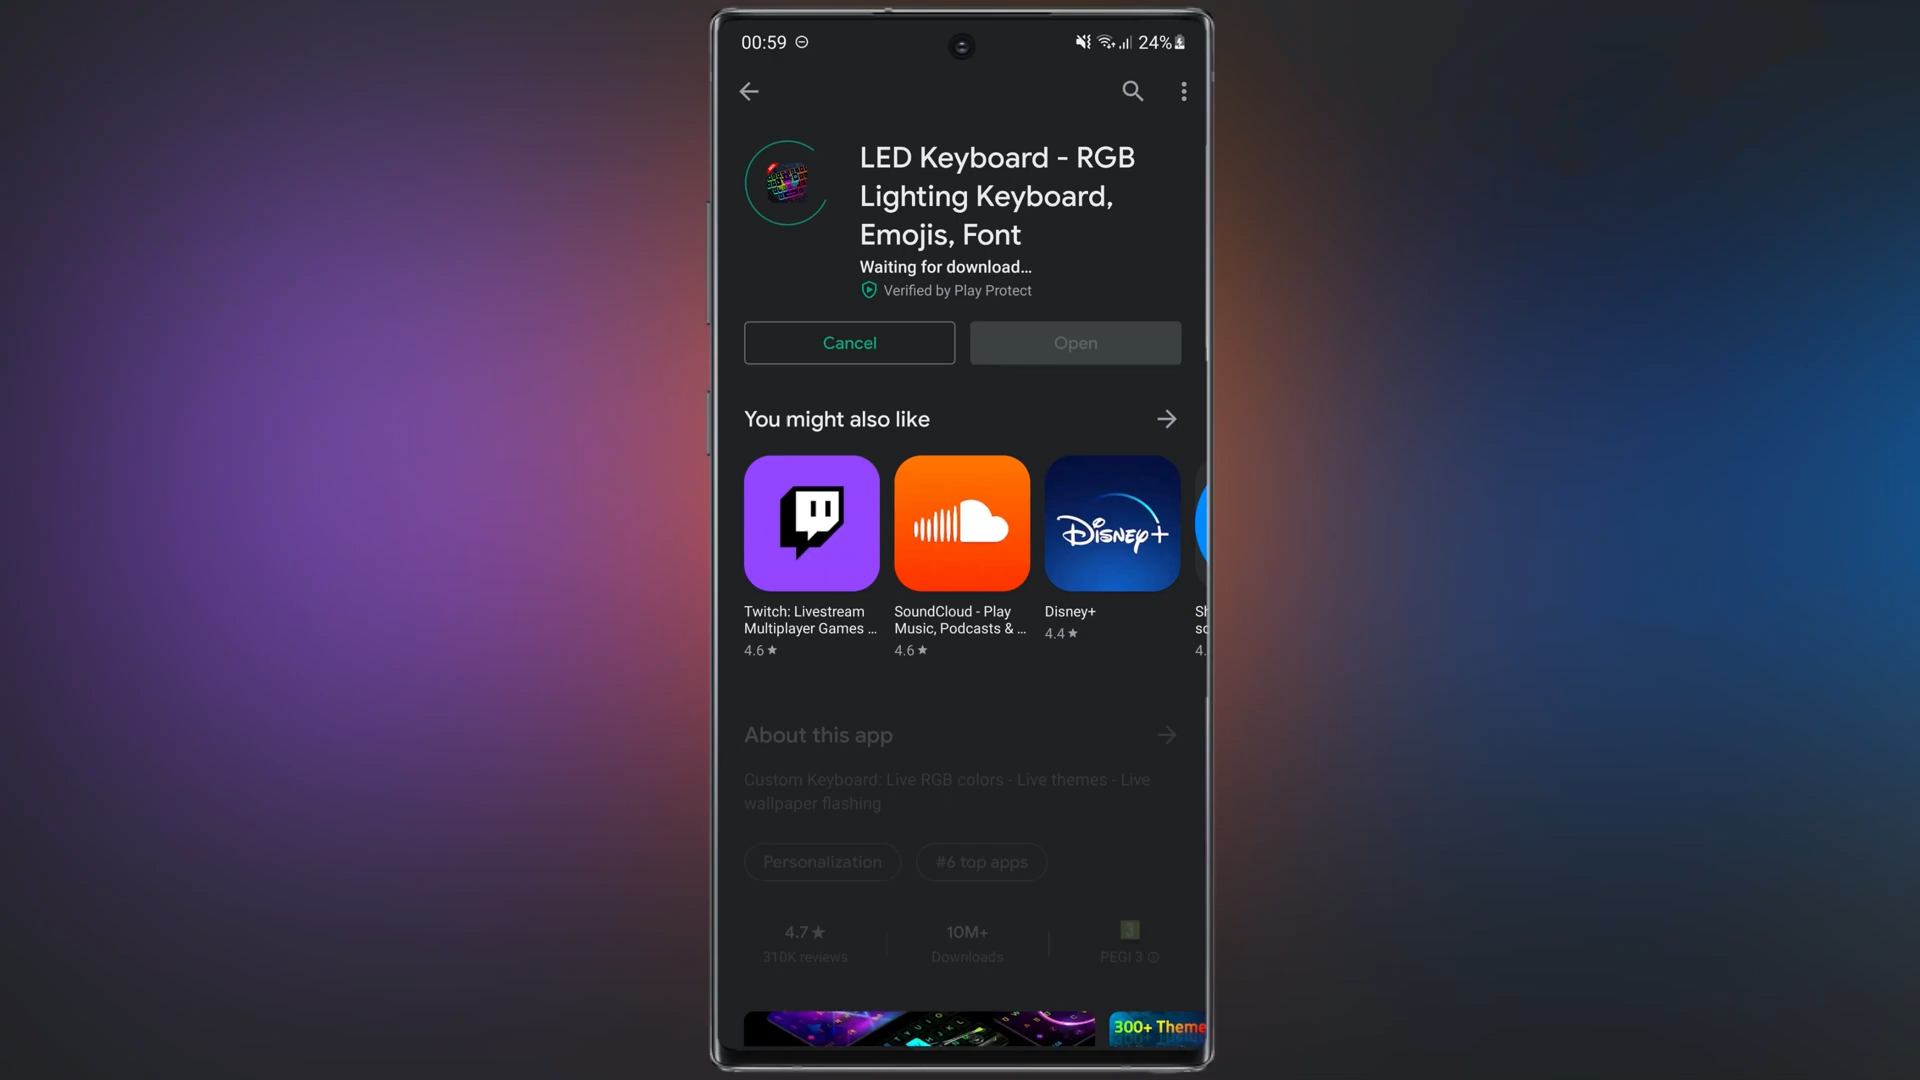 00:59
24%
LED Keyboard - RGB
Lighting Keyboard,
Emojis, Font
Waiting for download...
Verified by Play Protect
Cancel
Open
You might also like
Disney+
Twitch: Livestream
Multiplayer Games ...
4.6★
SoundCloud - Play
Music, Podcasts & ...
4.6★
Disney+
4.4★
About this app
Custom Keyboard: Live RGB colors - Live themes - Live
wallpaper flashing
Personalization
#6 top apps
4.7★
310K reviews
10M+
Downloads
3
PEGI 3
300+ Theme